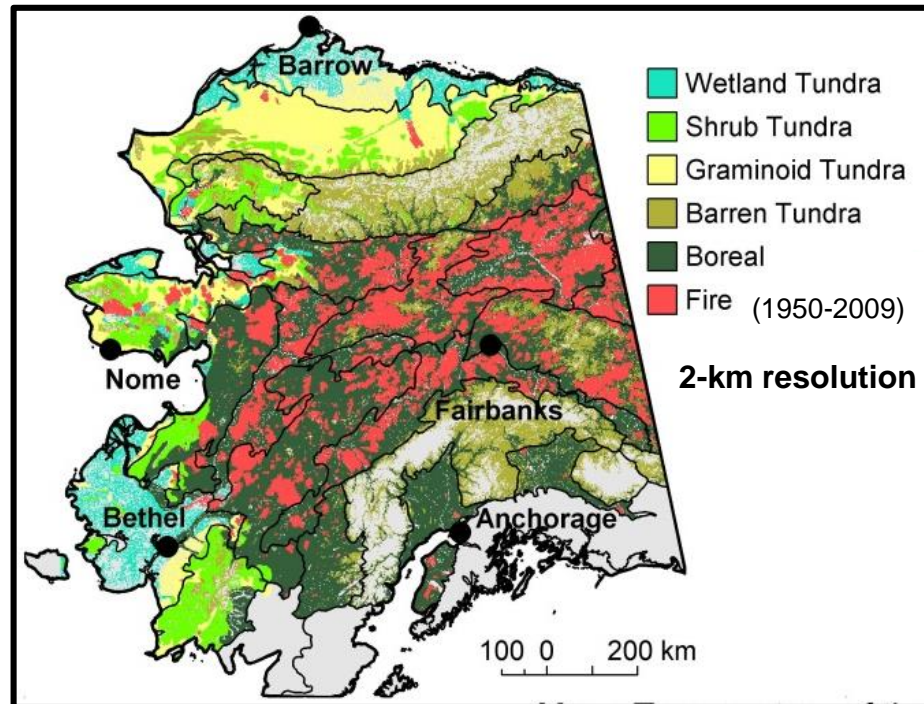 Barrow
Wetland Tundra
Shrub Tundra
Graminoid Tundra
Barren Tundra
Boreal
Fire (1950-2009)
2-km resolution
Nome
Fairbanks
Bethel
Anchorage
100 0 200 km